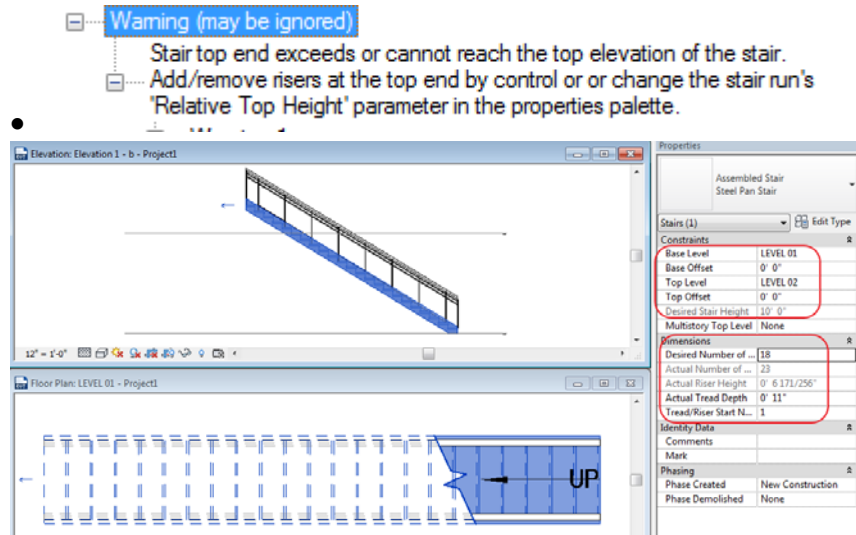 Warning (may be ignored)
Stair top end exceeds or cannot reach the top elevation of the stair.
Add/remove risers at the top end by control or or change the stair run's
'Relative Top Height' parameter in the properties palette.
Elevation: Elevation 1 - b - Project1
Properties
Assembled Stair
Steel Pan Stair
Stairs (1)
Edit Type
Constraints
Base Level LEVEL 01
Base Offset 0' 0"
Top Level LEVEL 02
Top Offset 0' 0"
Desired Stair Height 10' 0"
Multistory Top Level None
Dimensions
Desired Number of ... 18
Actual Number of ... 23
Actual Riser Height 0' 6 171/256"
Actual Tread Depth 0' 11"
Tread/Riser Start N... 1
Identity Data
Comments
Mark
Phasing
Phase Created New Construction
Phase Demolished None
12" = 1'-0"
Floor Plan: LEVEL 01 - Project1
UP